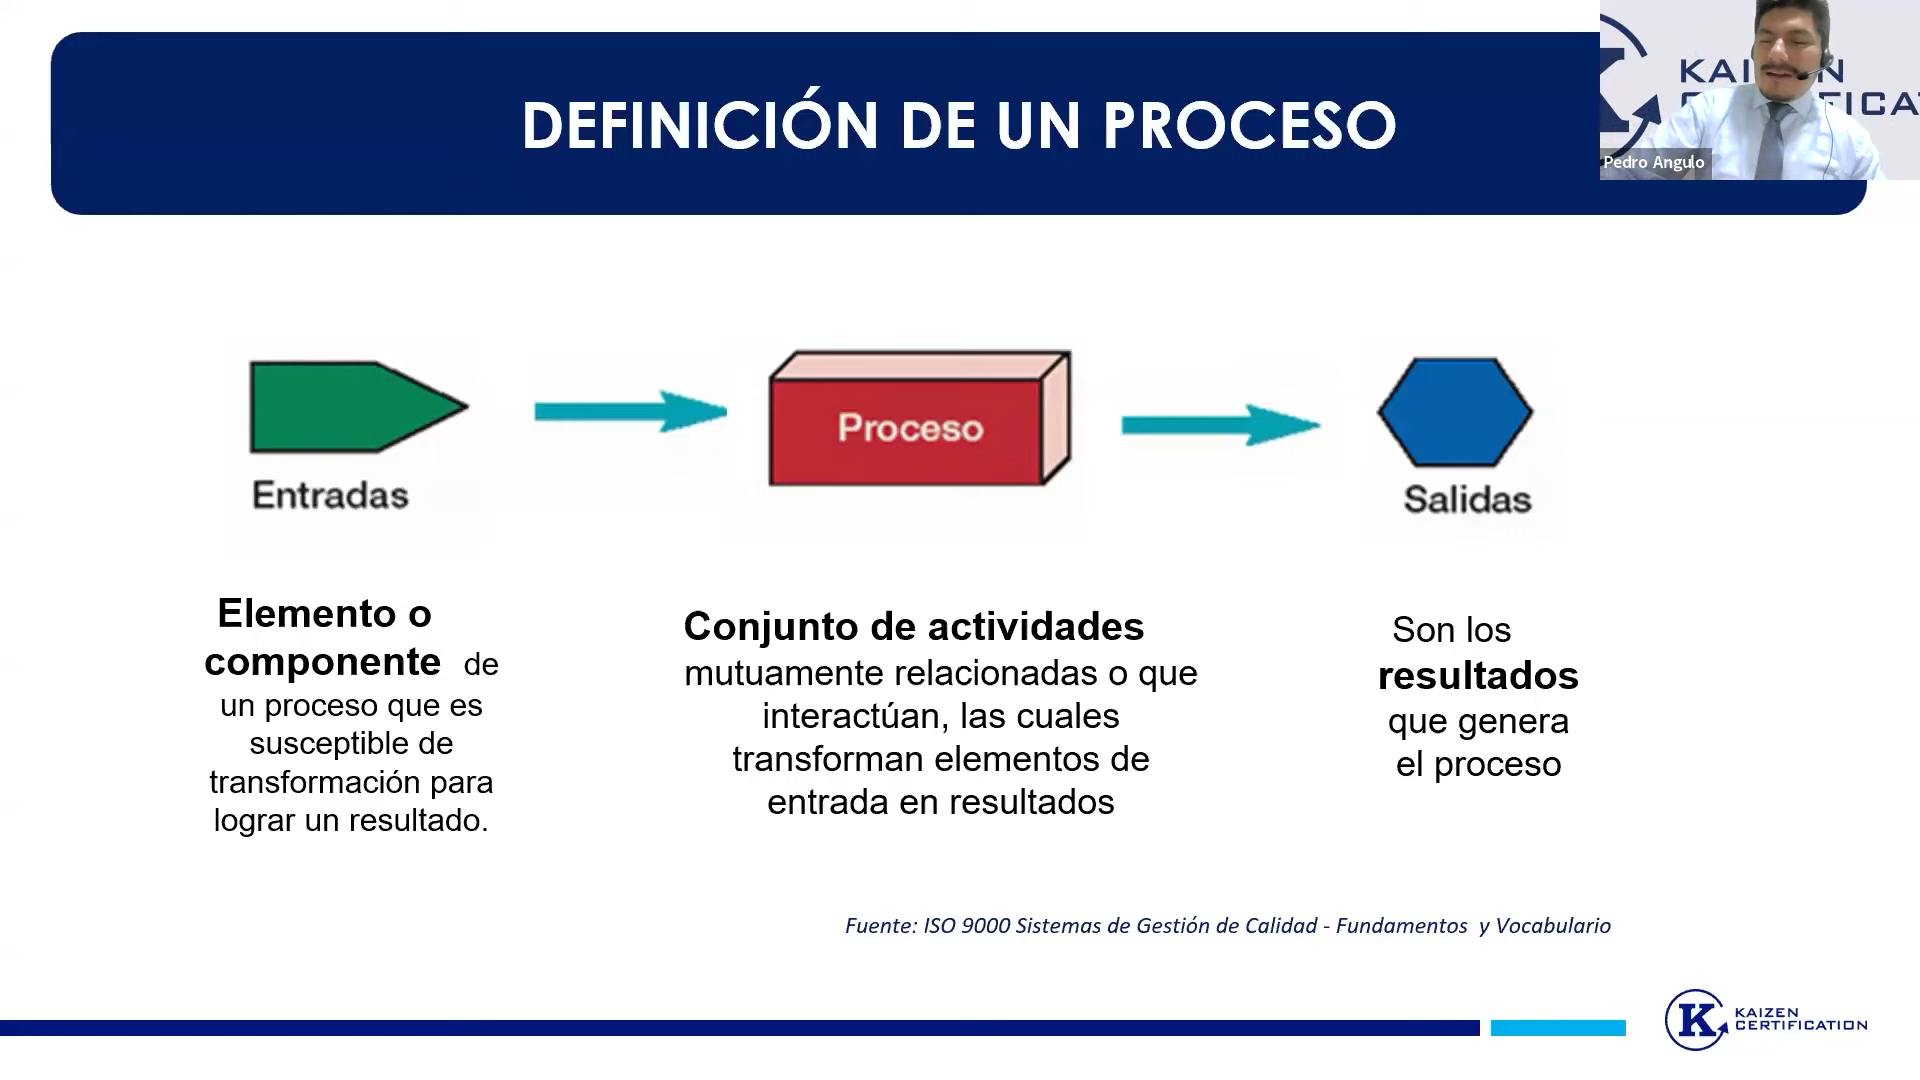 DEFINICIÓN DE UN PROCESO
Pedro Angulo
Proceso
Entradas
Salidas
Elemento o
componente de
un proceso que es
susceptible de
transformación para
lograr un resultado.
Conjunto de actividades
mutuamente relacionadas o que
interactúan, las cuales
transforman elementos de
entrada en resultados
Son los
resultados
que genera
el proceso
Fuente: ISO 9000 Sistemas de Gestión de Calidad - Fundamentos y Vocabulario
K
KAIZEN
CERTIFICATION